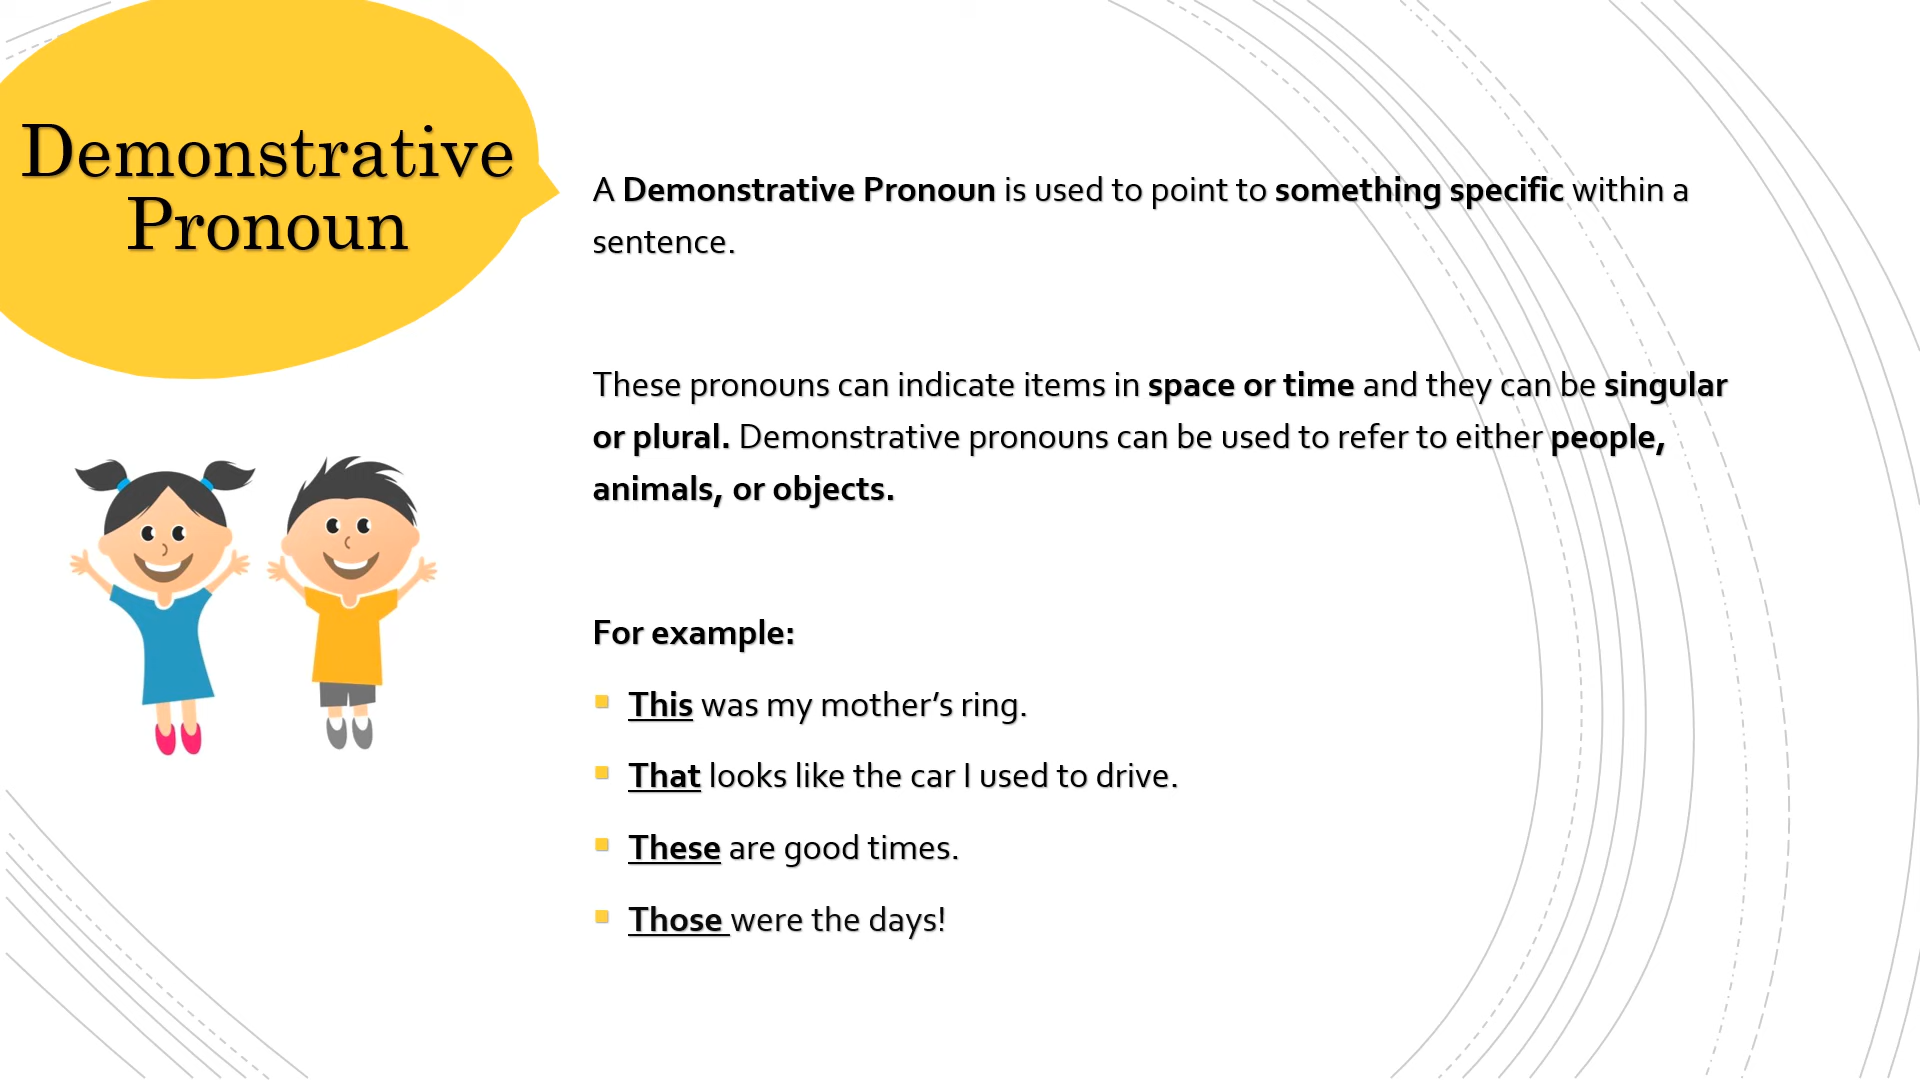 Demonstrative
Pronoun
A Demonstrative Pronoun is used to point to something specific within a
sentence.
These pronouns can indicate items in space or time and they can be singular
or plural. Demonstrative pronouns can be used to refer to either people,
animals, or objects.
For example:
This was my mother’s ring.
That looks like the car I used to drive.
These are good times.
Those were the days!